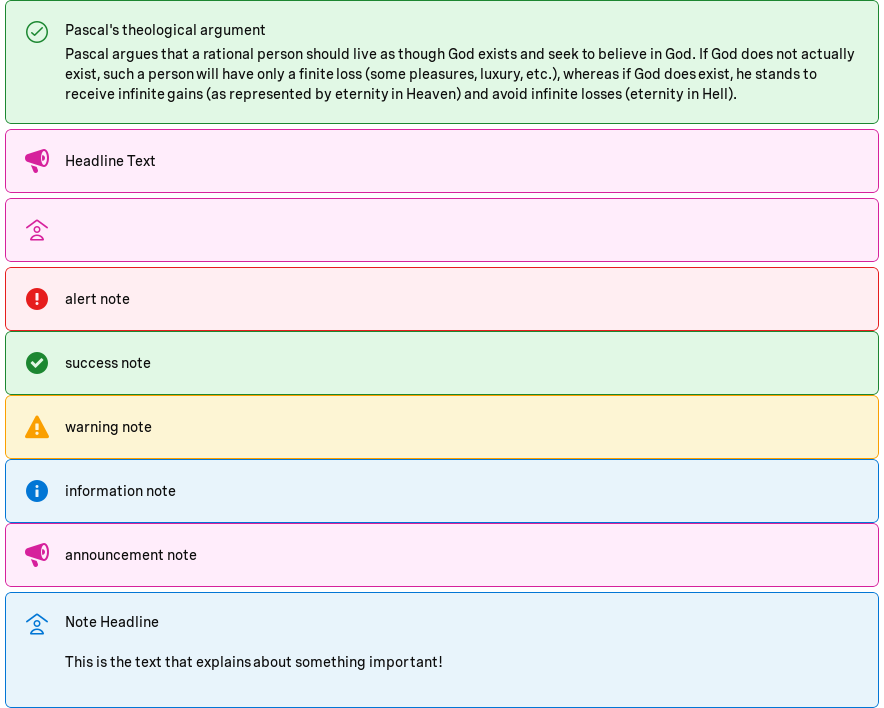 Pascal's theological argument
Pascal argues that a rational person should live as though God exists and seek to believe in God. If God does not actually
exist, such a person will have only a finite loss (some pleasures, luxury, etc.), whereas if God does exist, he stands to
receive infinite gains (as represented by eternity in Heaven) and avoid infinite losses (eternity in Hell).
Headline Text
alert note
success note
warning note
information note
announcement note
Note Headline
This is the text that explains about something important!